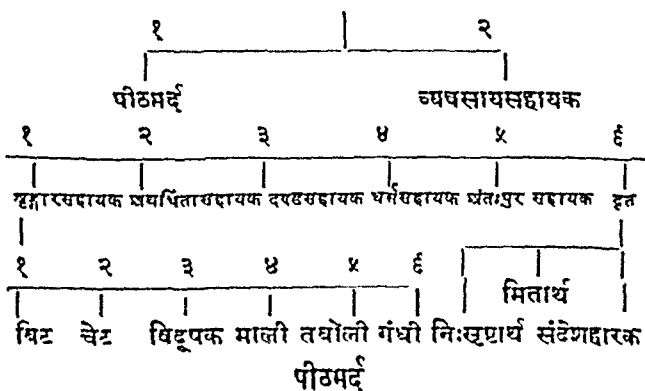 १ २
पीठमर्द व्यवसायसहायक
१ २ ३ ४ ५ ६
शृङ्गारसहायक अर्थचिंतासहायक दण्डसहायक धर्मसहायक अंतःपुर सहायक दूत
१ २ ३ ४ ५ ६
मितार्थ
विट चेट विदूषक माली तबोली गंधी निःसृष्टार्थ संदेशहारक
पीठमर्द